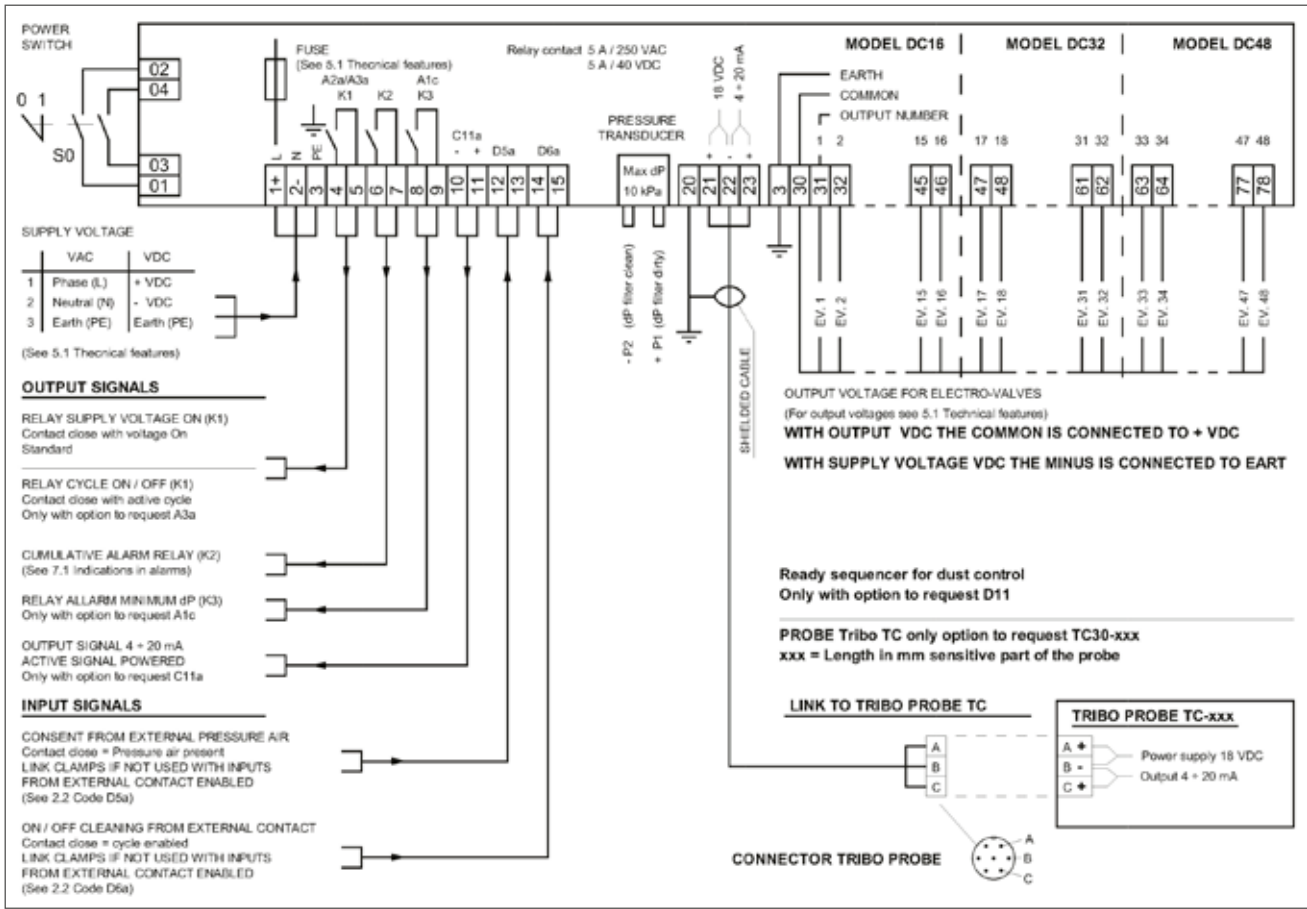 POWER
SWITCH
0 1
S0
02
04
03
01
FUSE
(See 5.1 Thecnical features)
A2a/A3a
K1
K2
A1c
K3
Relay contact 5 A / 250 VAC
5 A / 40 VDC
L
N
PE
C11a
- +
D5a
D6a
1+
2-
3
4
5
6
7
8
9
10
11
12
13
14
15
PRESSURE
TRANSDUCER
Max dP
10 kPa
- P2 (dP filter clean)
+ P1 (dP filter dirty)
18 VDC
4 ÷ 20 mA
+ - +
20
21
22
23
SHIELDED CABLE
MODEL DC16
MODEL DC32
MODEL DC48
EARTH
COMMON
OUTPUT NUMBER
1 2
15 16
17 18
31 32
33 34
47 48
3
30
31
32
45
46
47
48
61
62
63
64
77
78
EV. 1
EV. 2
EV. 15
EV. 16
EV. 17
EV. 18
EV. 31
EV. 32
EV. 33
EV. 34
EV. 47
EV. 48
SUPPLY VOLTAGE
VAC VDC
1 Phase (L) + VDC
2 Neutral (N) - VDC
3 Earth (PE) Earth (PE)
(See 5.1 Thecnical features)
OUTPUT SIGNALS
RELAY SUPPLY VOLTAGE ON (K1)
Contact close with voltage On
Standard
RELAY CYCLE ON / OFF (K1)
Contact close with active cycle
Only with option to request A3a
CUMULATIVE ALARM RELAY (K2)
(See 7.1 Indications in alarms)
RELAY ALLARM MINIMUM dP (K3)
Only with option to request A1c
OUTPUT SIGNAL 4 ÷ 20 mA
ACTIVE SIGNAL POWERED
Only with option to request C11a
INPUT SIGNALS
CONSENT FROM EXTERNAL PRESSURE AIR
Contact close = Pressure air present
LINK CLAMPS IF NOT USED WITH INPUTS
FROM EXTERNAL CONTACT ENABLED
(See 2.2 Code D5a)
ON / OFF CLEANING FROM EXTERNAL CONTACT
Contact close = cycle enabled
LINK CLAMPS IF NOT USED WITH INPUTS
FROM EXTERNAL CONTACT ENABLED
(See 2.2 Code D6a)
OUTPUT VOLTAGE FOR ELECTRO-VALVES
(For output voltages see 5.1 Technical features)
WITH OUTPUT VDC THE COMMON IS CONNECTED TO + VDC
WITH SUPPLY VOLTAGE VDC THE MINUS IS CONNECTED TO EART
Ready sequencer for dust control
Only with option to request D11
PROBE Tribo TC only option to request TC30-xxx
xxx = Length in mm sensitive part of the probe
LINK TO TRIBO PROBE TC
A
B
C
TRIBO PROBE TC-xxx
A +
B -
C +
Power supply 18 VDC
Output 4 ÷ 20 mA
CONNECTOR TRIBO PROBE
A
B
C